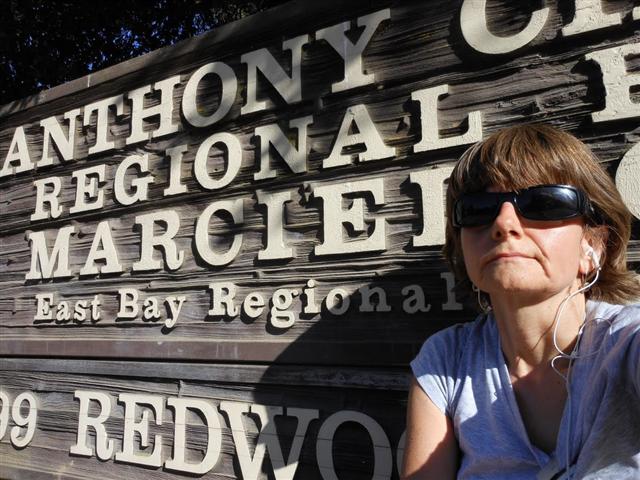 ANTHONY
REGIONAL
MARCIEL
East Bay Regional
99 REDWOO